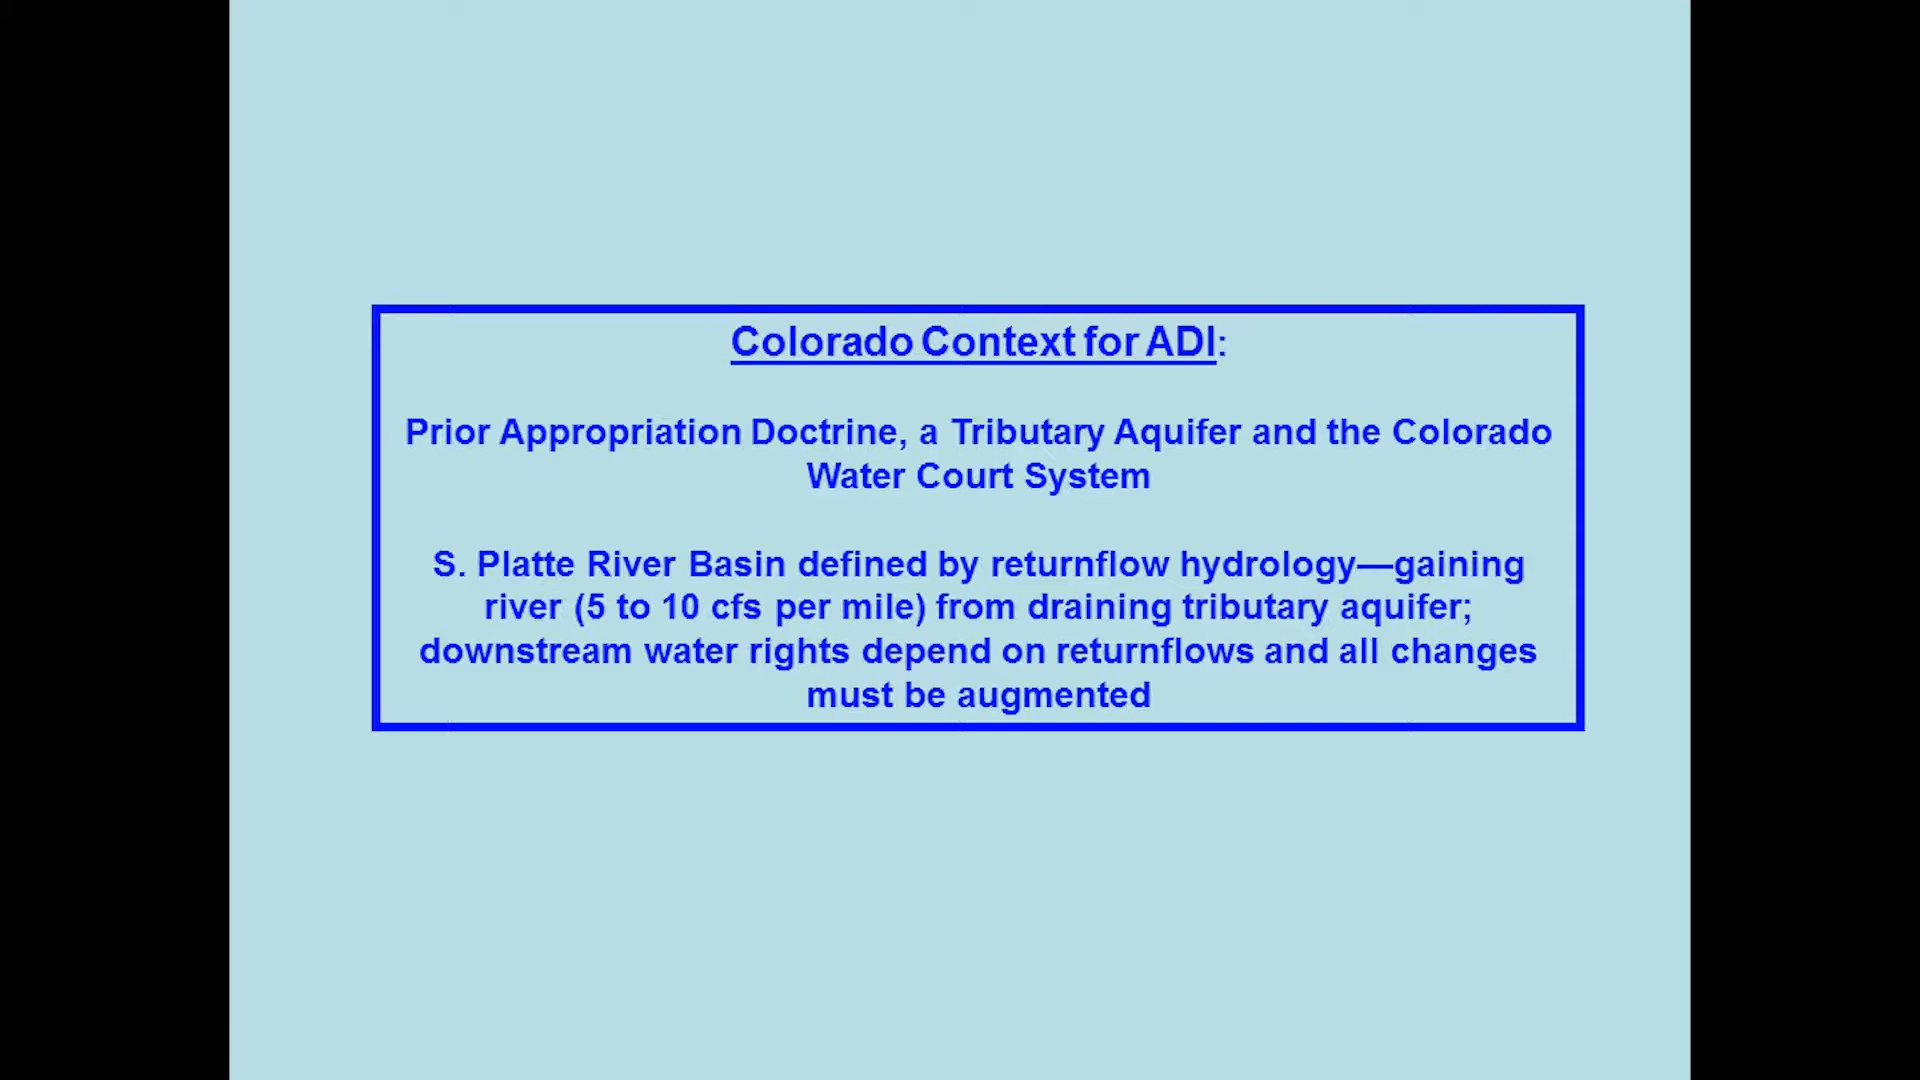 Colorado Context for ADI:
Prior Appropriation Doctrine, a Tributary Aquifer and the Colorado
Water Court System
S. Platte River Basin defined by returnflow hydrology—gaining
river (5 to 10 cfs per mile) from draining tributary aquifer;
downstream water rights depend on returnflows and all changes
must be augmented